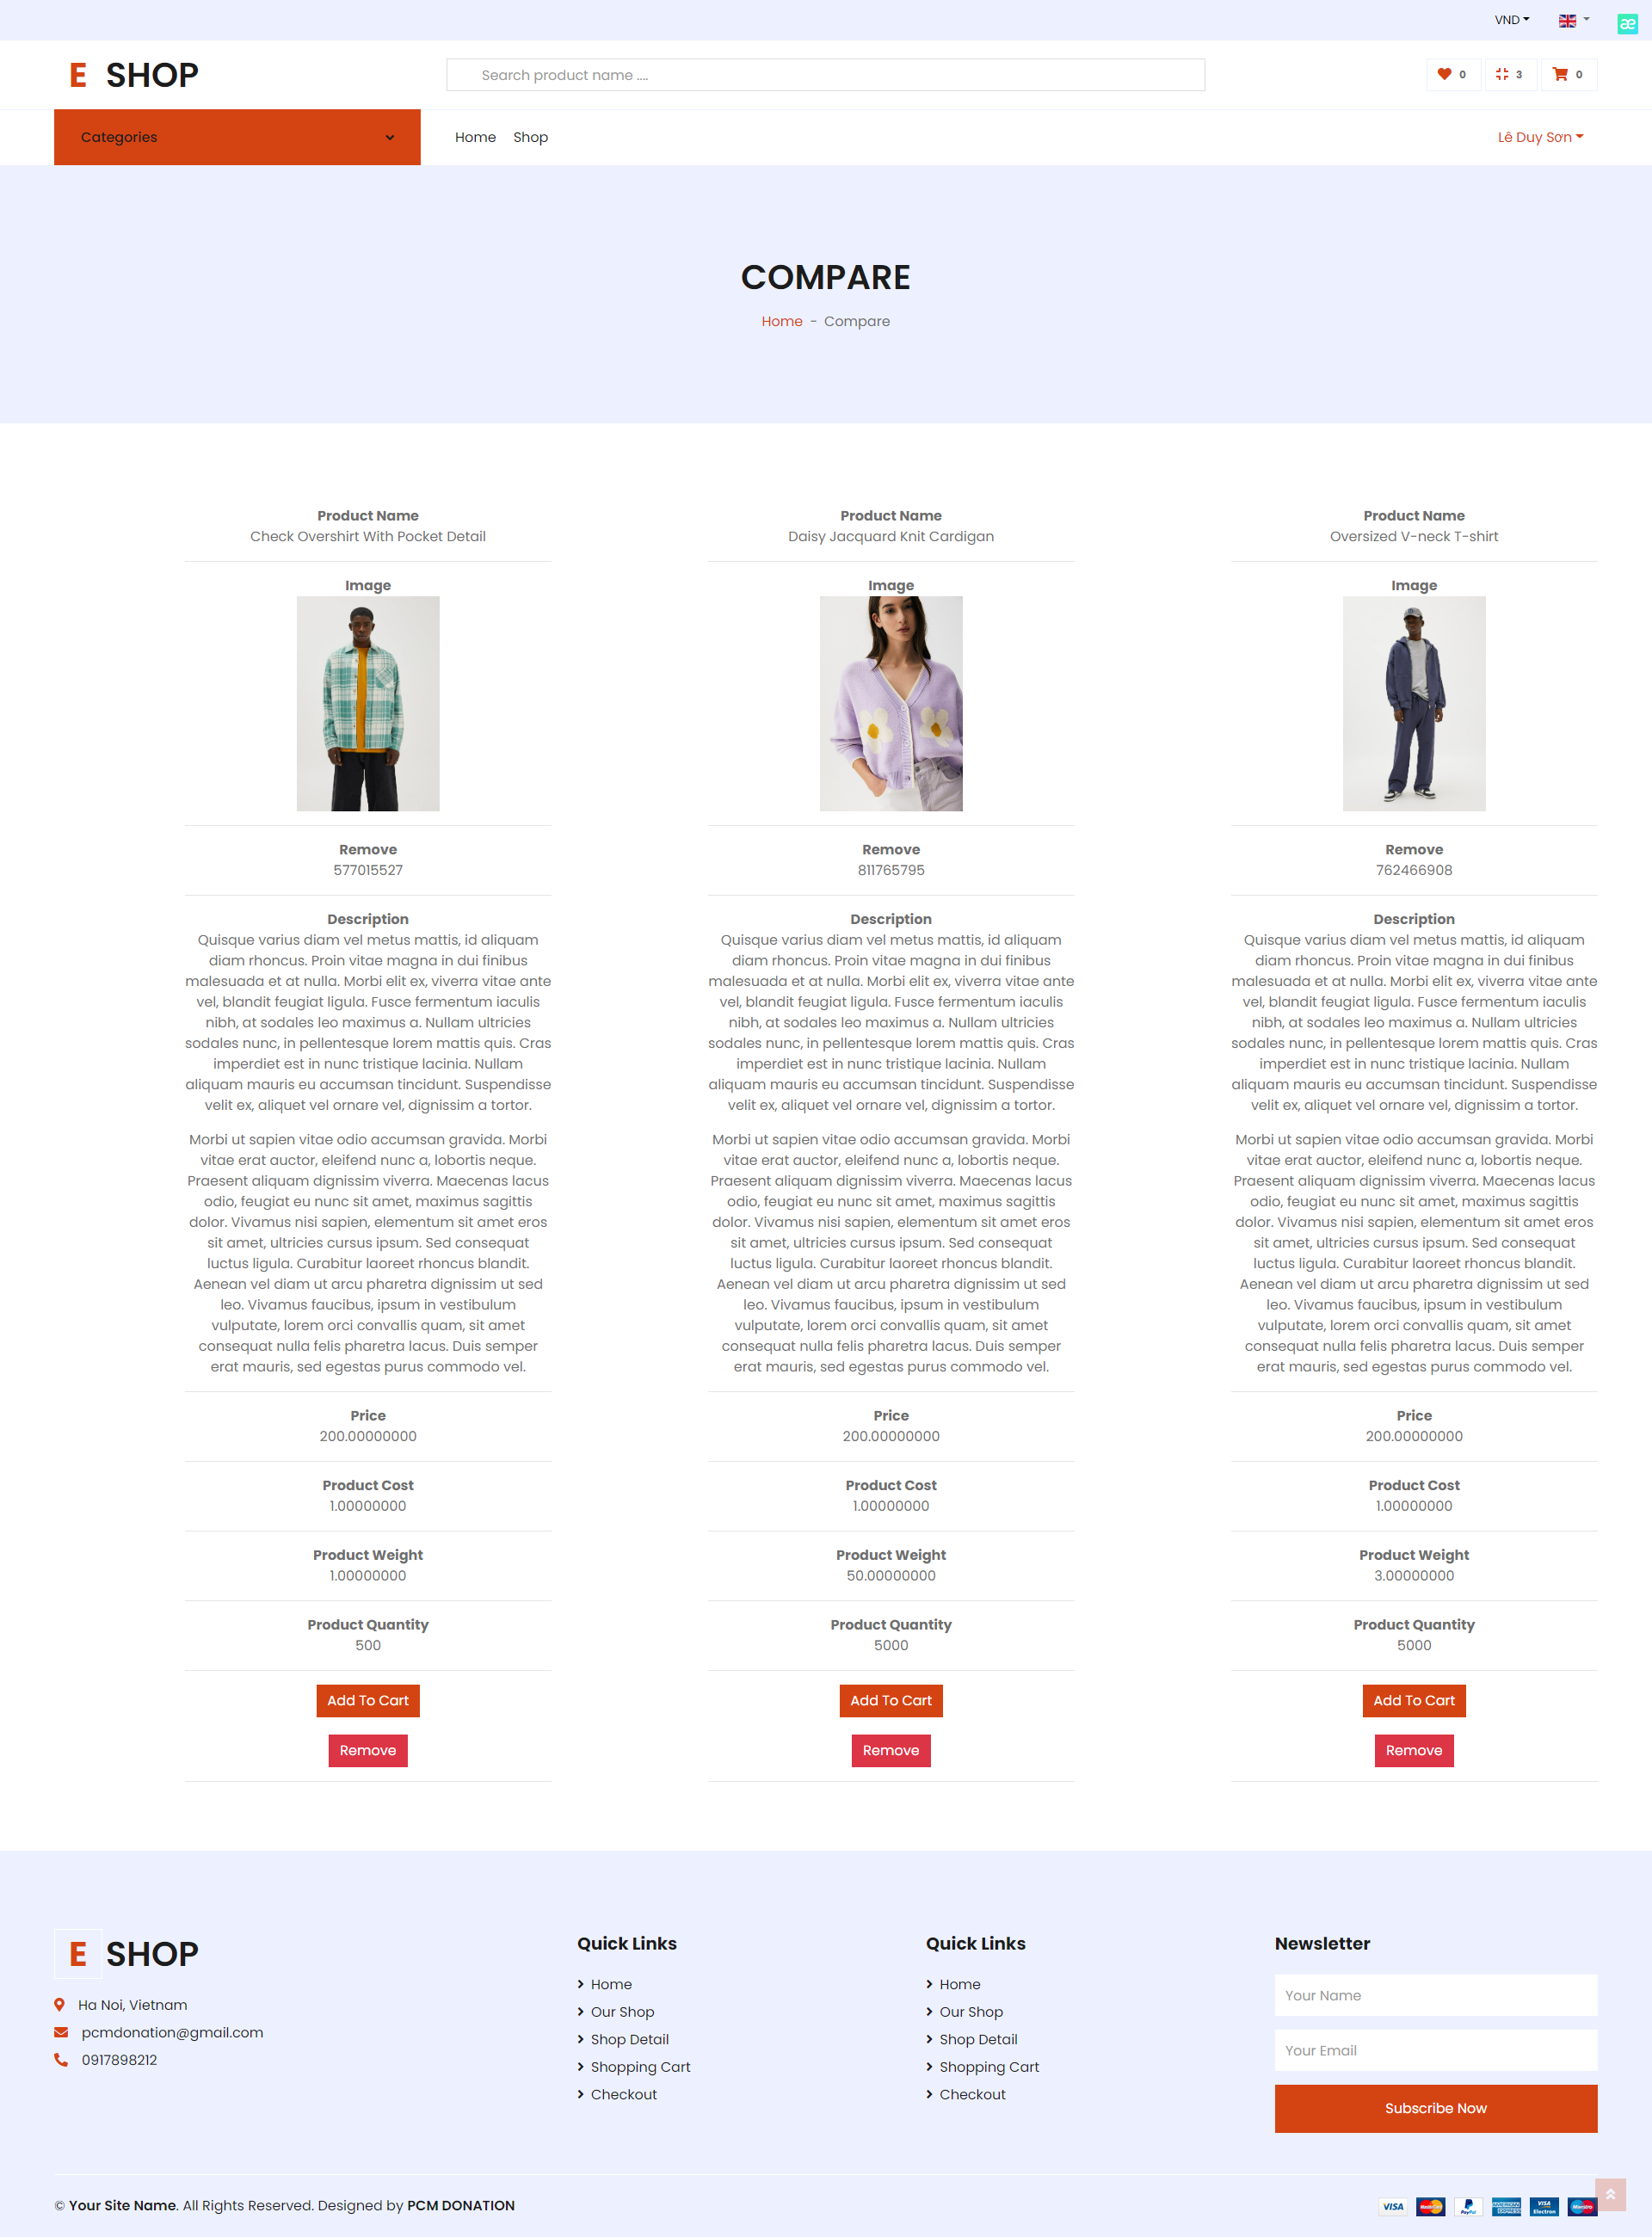 VND
æ
E SHOP
Search product name ....
0
3
0
Categories
Home
Shop
Lê Duy Sơn
COMPARE
Home - Compare
Product Name
Check Overshirt With Pocket Detail
Image
Remove
577015527
Description
Quisque varius diam vel metus mattis, id aliquam
diam rhoncus. Proin vitae magna in dui finibus
malesuada et at nulla. Morbi elit ex, viverra vitae ante
vel, blandit feugiat ligula. Fusce fermentum iaculis
nibh, at sodales leo maximus a. Nullam ultricies
sodales nunc, in pellentesque lorem mattis quis. Cras
imperdiet est in nunc tristique lacinia. Nullam
aliquam mauris eu accumsan tincidunt. Suspendisse
velit ex, aliquet vel ornare vel, dignissim a tortor.
Morbi ut sapien vitae odio accumsan gravida. Morbi
vitae erat auctor, eleifend nunc a, lobortis neque.
Praesent aliquam dignissim viverra. Maecenas lacus
odio, feugiat eu nunc sit amet, maximus sagittis
dolor. Vivamus nisi sapien, elementum sit amet eros
sit amet, ultricies cursus ipsum. Sed consequat
luctus ligula. Curabitur laoreet rhoncus blandit.
Aenean vel diam ut arcu pharetra dignissim ut sed
leo. Vivamus faucibus, ipsum in vestibulum
vulputate, lorem orci convallis quam, sit amet
consequat nulla felis pharetra lacus. Duis semper
erat mauris, sed egestas purus commodo vel.
Price
200.00000000
Product Cost
1.00000000
Product Weight
1.00000000
Product Quantity
500
Add To Cart
Remove
Product Name
Daisy Jacquard Knit Cardigan
Image
Remove
811765795
Description
Quisque varius diam vel metus mattis, id aliquam
diam rhoncus. Proin vitae magna in dui finibus
malesuada et at nulla. Morbi elit ex, viverra vitae ante
vel, blandit feugiat ligula. Fusce fermentum iaculis
nibh, at sodales leo maximus a. Nullam ultricies
sodales nunc, in pellentesque lorem mattis quis. Cras
imperdiet est in nunc tristique lacinia. Nullam
aliquam mauris eu accumsan tincidunt. Suspendisse
velit ex, aliquet vel ornare vel, dignissim a tortor.
Morbi ut sapien vitae odio accumsan gravida. Morbi
vitae erat auctor, eleifend nunc a, lobortis neque.
Praesent aliquam dignissim viverra. Maecenas lacus
odio, feugiat eu nunc sit amet, maximus sagittis
dolor. Vivamus nisi sapien, elementum sit amet eros
sit amet, ultricies cursus ipsum. Sed consequat
luctus ligula. Curabitur laoreet rhoncus blandit.
Aenean vel diam ut arcu pharetra dignissim ut sed
leo. Vivamus faucibus, ipsum in vestibulum
vulputate, lorem orci convallis quam, sit amet
consequat nulla felis pharetra lacus. Duis semper
erat mauris, sed egestas purus commodo vel.
Price
200.00000000
Product Cost
1.00000000
Product Weight
50.00000000
Product Quantity
5000
Add To Cart
Remove
Product Name
Oversized V-neck T-shirt
Image
Remove
762466908
Description
Quisque varius diam vel metus mattis, id aliquam
diam rhoncus. Proin vitae magna in dui finibus
malesuada et at nulla. Morbi elit ex, viverra vitae ante
vel, blandit feugiat ligula. Fusce fermentum iaculis
nibh, at sodales leo maximus a. Nullam ultricies
sodales nunc, in pellentesque lorem mattis quis. Cras
imperdiet est in nunc tristique lacinia. Nullam
aliquam mauris eu accumsan tincidunt. Suspendisse
velit ex, aliquet vel ornare vel, dignissim a tortor.
Morbi ut sapien vitae odio accumsan gravida. Morbi
vitae erat auctor, eleifend nunc a, lobortis neque.
Praesent aliquam dignissim viverra. Maecenas lacus
odio, feugiat eu nunc sit amet, maximus sagittis
dolor. Vivamus nisi sapien, elementum sit amet eros
sit amet, ultricies cursus ipsum. Sed consequat
luctus ligula. Curabitur laoreet rhoncus blandit.
Aenean vel diam ut arcu pharetra dignissim ut sed
leo. Vivamus faucibus, ipsum in vestibulum
vulputate, lorem orci convallis quam, sit amet
consequat nulla felis pharetra lacus. Duis semper
erat mauris, sed egestas purus commodo vel.
Price
200.00000000
Product Cost
1.00000000
Product Weight
3.00000000
Product Quantity
5000
Add To Cart
Remove
E SHOP
Ha Noi, Vietnam
pcmdonation@gmail.com
0917898212
Quick Links
Home
Our Shop
Shop Detail
Shopping Cart
Checkout
Quick Links
Home
Our Shop
Shop Detail
Shopping Cart
Checkout
Newsletter
Your Name
Your Email
Subscribe Now
© Your Site Name. All Rights Reserved. Designed by PCM DONATION
VISA
MasterCard
PayPal
AMERICAN EXPRESS
VISA Electron
Maestro